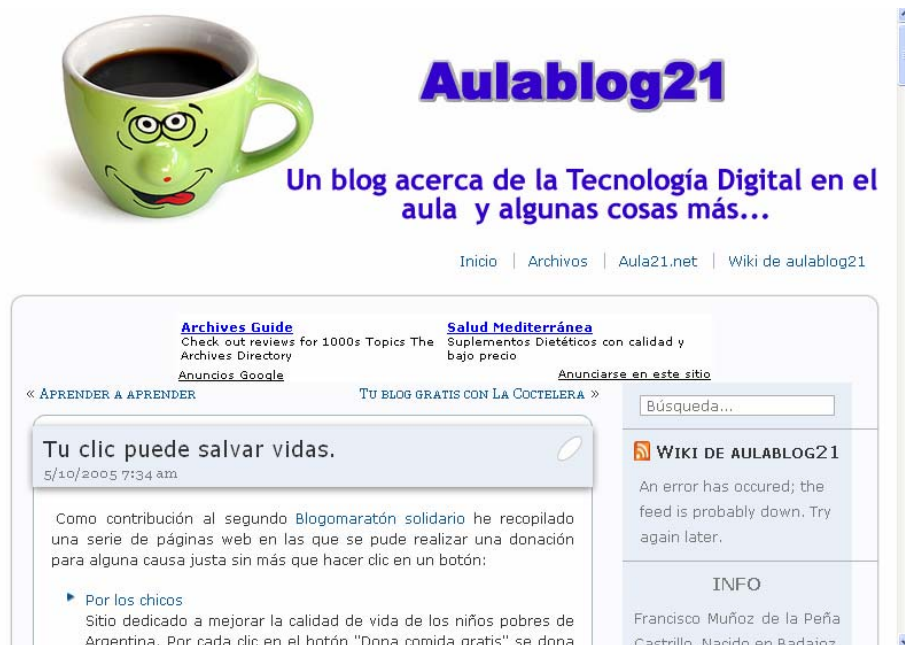 Aulablog21
Un blog acerca de la Tecnología Digital en el
aula y algunas cosas más...
Inicio | Archivos | Aula21.net | Wiki de aulablog21
Archives Guide
Check out reviews for 1000s Topics The
Archives Directory
Salud Mediterránea
Suplementos Dietéticos con calidad y
bajo precio
Anuncios Google
Anunciarse en este sitio
« Aprender a aprender
Tu blog gratis con La Coctelera »
Tu clic puede salvar vidas.
5/10/2005 7:34 am
Como contribución al segundo Blogomaratón solidario he recopilado
una serie de páginas web en las que se pude realizar una donación
para alguna causa justa sin más que hacer clic en un botón:
Por los chicos
Sitio dedicado a mejorar la calidad de vida de los niños pobres de
Argentina. Por cada clic en el botón "Dona comida gratis" se dona
Búsqueda...
Wiki de aulablog21
An error has occured; the
feed is probably down. Try
again later.
INFO
Francisco Muñoz de la Peña
Castrillo. Nacido en Badajoz